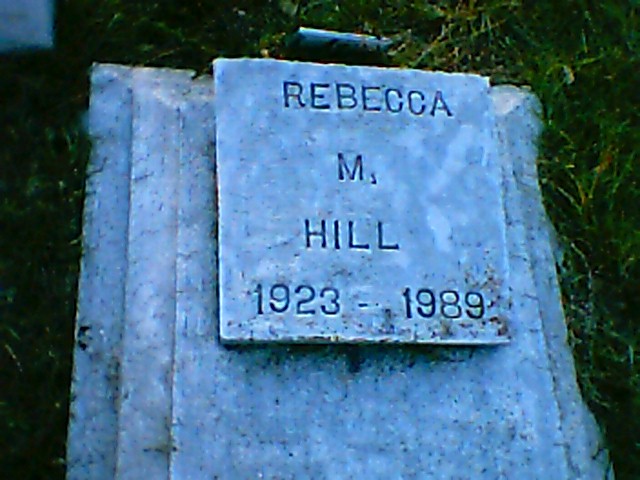 REBECCA
M.
HILL
1923 - 1989